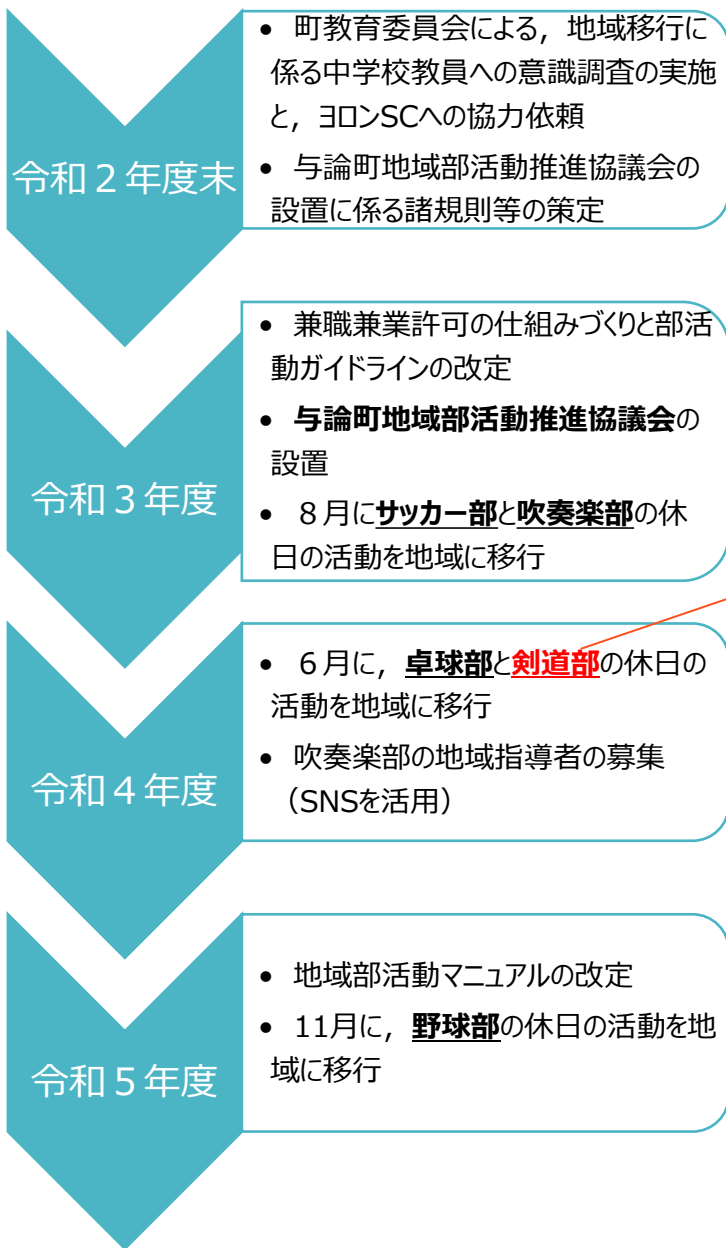 令和２年度末
• 町教育委員会による，地域移行に
係る中学校教員への意識調査の実施
と，ヨロンSCへの協力依頼
• 与論町地域部活動推進協議会の
設置に係る諸規則等の策定
令和３年度
• 兼職兼業許可の仕組みづくりと部活
動ガイドラインの改定
• 与論町地域部活動推進協議会の
設置
• ８月にサッカー部と吹奏楽部の休
日の活動を地域に移行
令和４年度
• ６月に，卓球部と剣道部の休日の
活動を地域に移行
• 吹奏楽部の地域指導者の募集
（SNSを活用）
令和５年度
• 地域部活動マニュアルの改定
• 11月に，野球部の休日の活動を地
域に移行